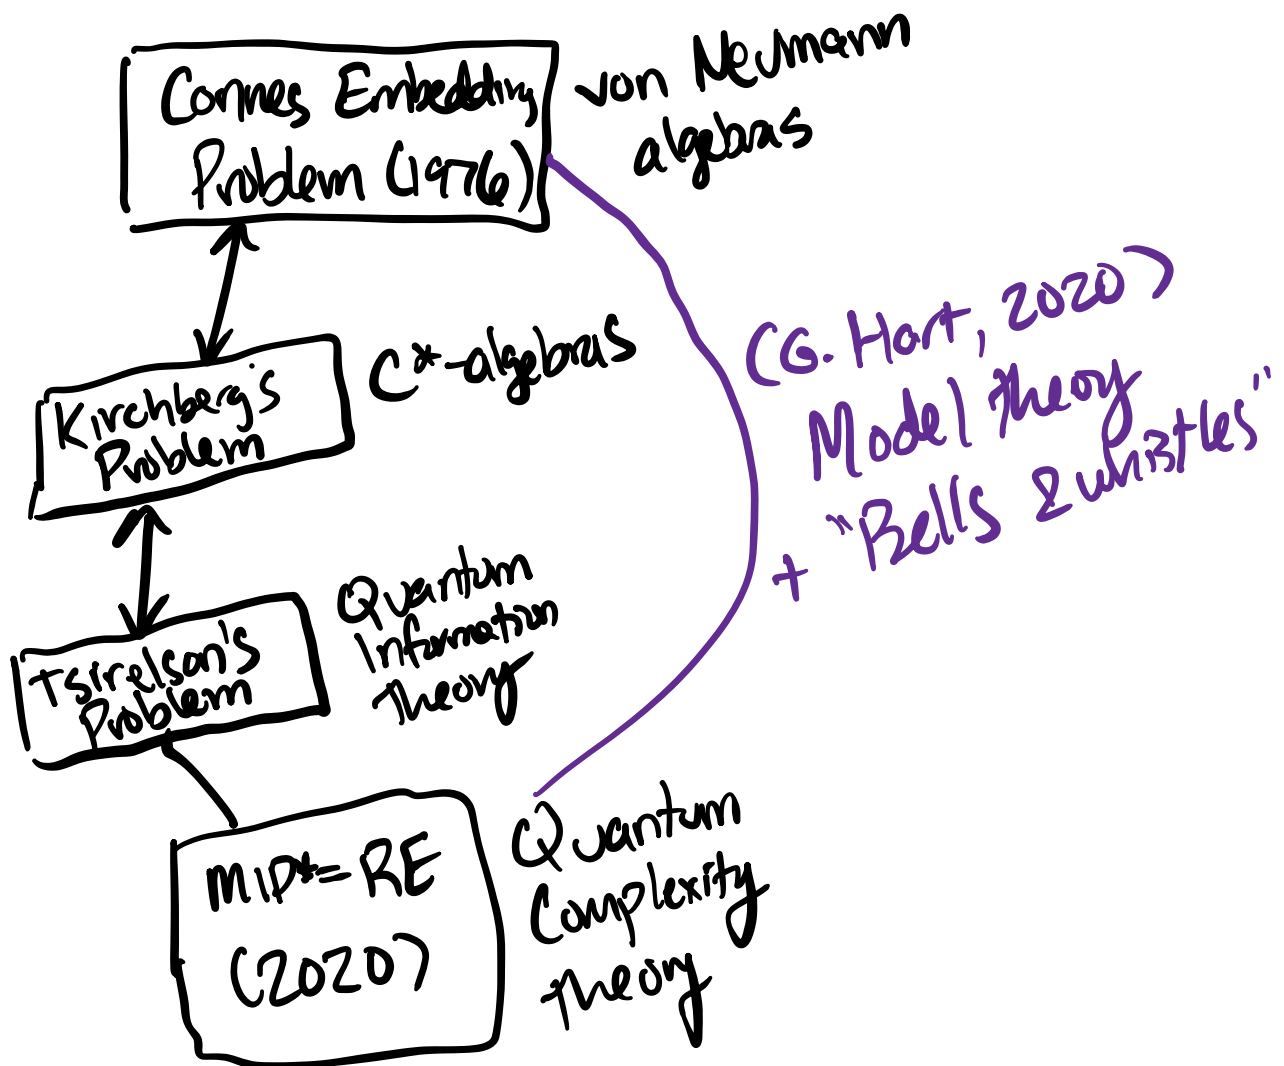 Connes Embedding
Problem (1976)
von Neumann
algebras
Kirchberg's
Problem
C*-algebras
(G. Hart, 2020)
Model theory
+ "Bells & whistles"
Tsirelson's
Problem
Quantum
Information
Theory
MIP*=RE
(2020)
Quantum
Complexity
Theory